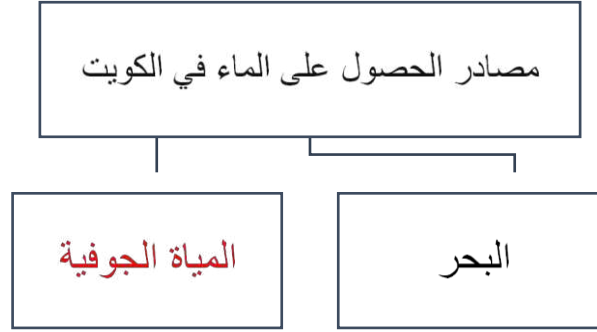 مصادر الحصول على الماء في الكويت
البحر
المياة الجوفية